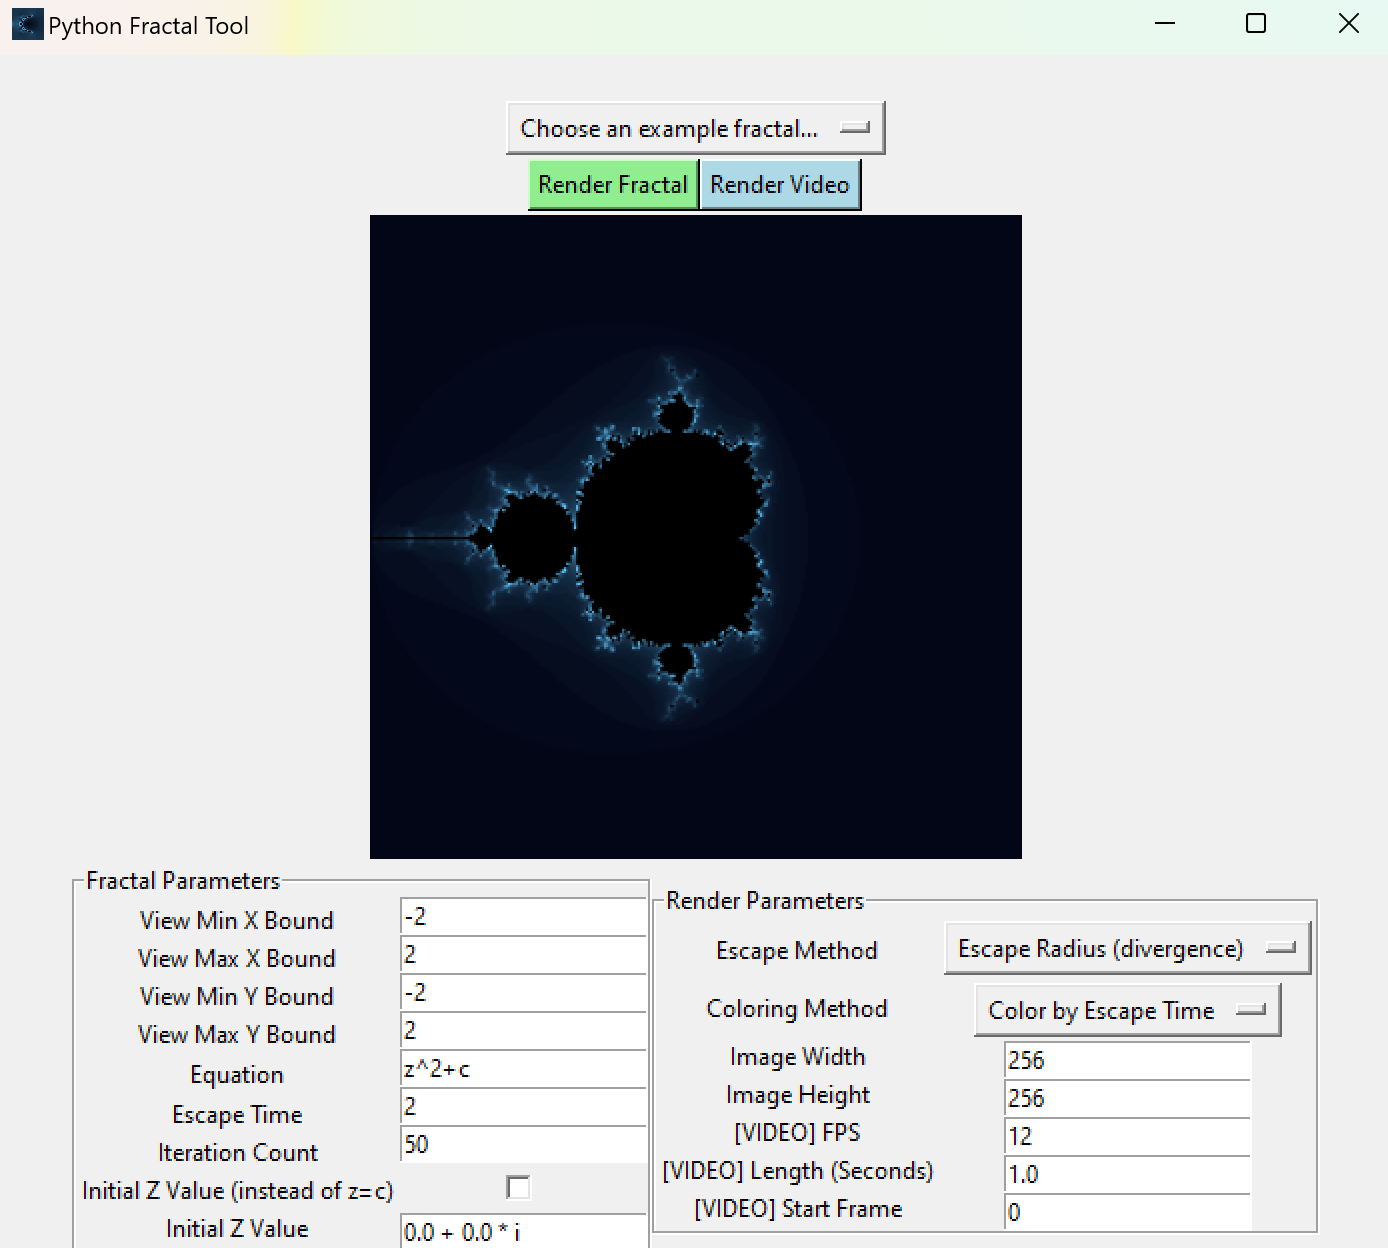 Python Fractal Tool
Choose an example fractal...
Render Fractal
Render Video
Fractal Parameters
View Min X Bound
-2
View Max X Bound
2
View Min Y Bound
-2
View Max Y Bound
2
Equation
z^2+c
Escape Time
2
Iteration Count
50
Initial Z Value (instead of z=c)
Initial Z Value
0.0 + 0.0 * i
Render Parameters
Escape Method
Escape Radius (divergence)
Coloring Method
Color by Escape Time
Image Width
256
Image Height
256
[VIDEO] FPS
12
[VIDEO] Length (Seconds)
1.0
[VIDEO] Start Frame
0